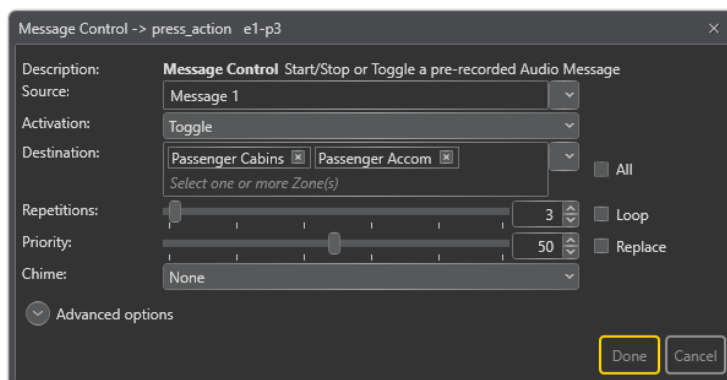 Message Control -> press_action e1-p3
Description: Message Control Start/Stop or Toggle a pre-recorded Audio Message
Source: Message 1
Activation: Toggle
Destination: Passenger Cabins Passenger Accom
All
Select one or more Zone(s)
Repetitions: 3 Loop
Priority: 50 Replace
Chime: None
Advanced options
Done Cancel